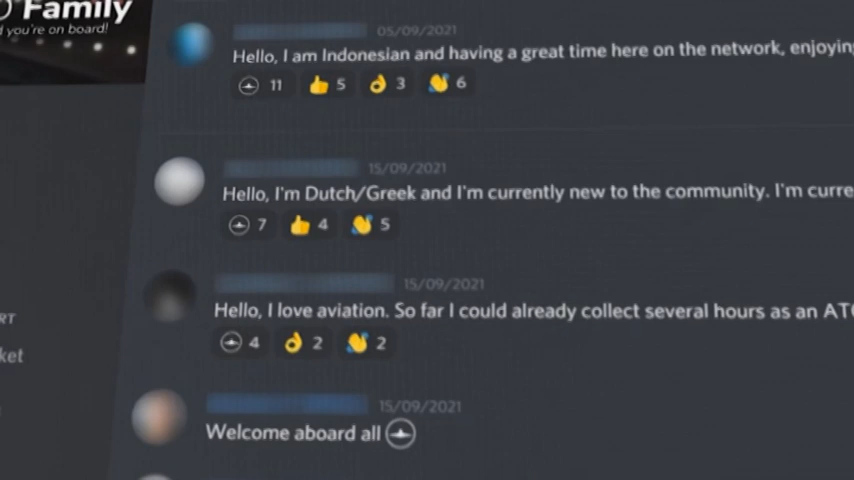 Family
you're on board!
05/09/2021
Hello, I am Indonesian and having a great time here on the network, enjoying
11 5 3 6
15/09/2021
Hello, I'm Dutch/Greek and I'm currently new to the community. I'm curre
7 4 5
15/09/2021
Hello, I love aviation. So far I could already collect several hours as an ATC
4 2 2
RT
ket
15/09/2021
Welcome aboard all